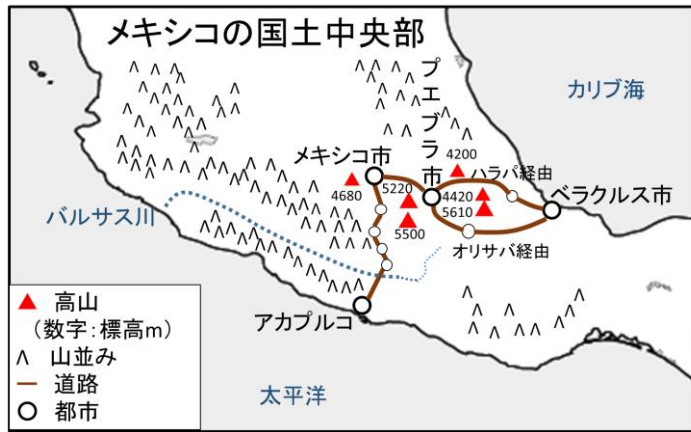 メキシコの国土中央部
カリブ海
プエブラ市
メキシコ市
4200
ハラパ経由
4680
5220
4420
ベラクルス市
5610
バルサス川
5500
オリサバ経由
アカプルコ
太平洋
高山
(数字:標高m)
山並み
道路
都市